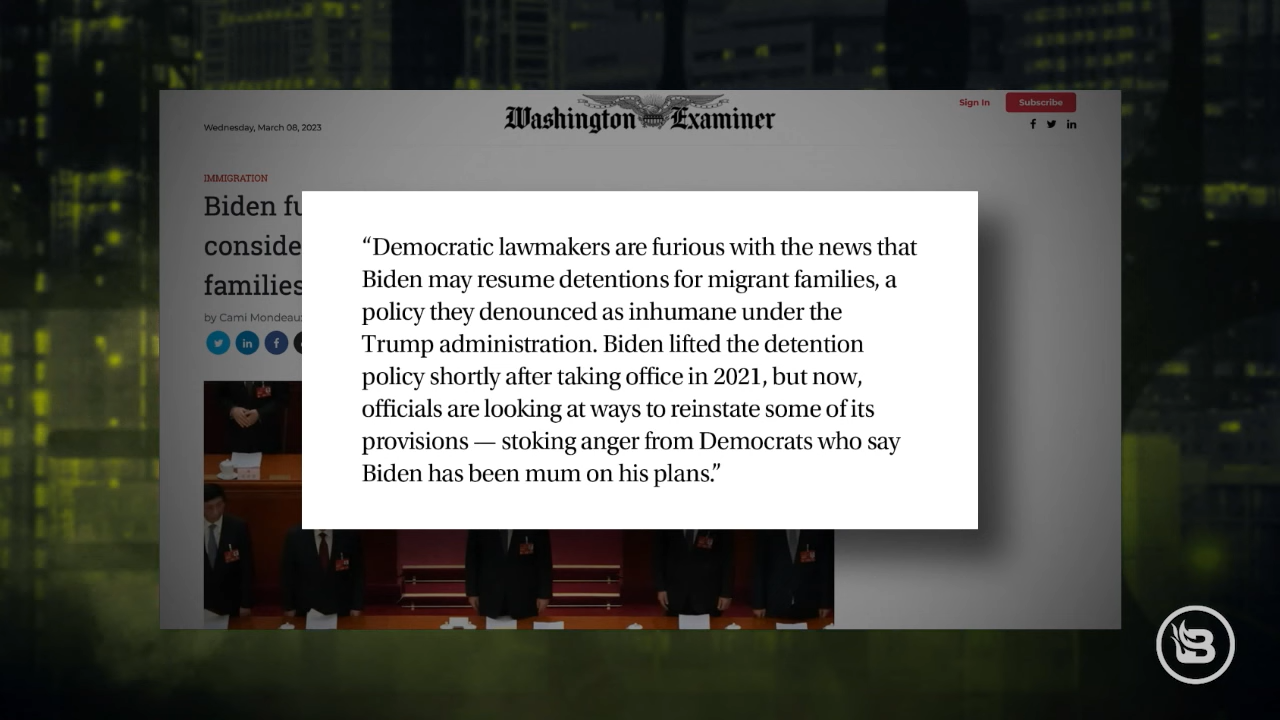 Sign In
Subscribe
Washington Examiner
Wednesday, March 08, 2023
IMMIGRATION
Biden
families
by Cami
“Democratic lawmakers are furious with the news that
Biden may resume detentions for migrant families, a
policy they denounced as inhumane under the
Trump administration. Biden lifted the detention
policy shortly after taking office in 2021, but now,
officials are looking at ways to reinstate some of its
provisions — stoking anger from Democrats who say
Biden has been mum on his plans.”